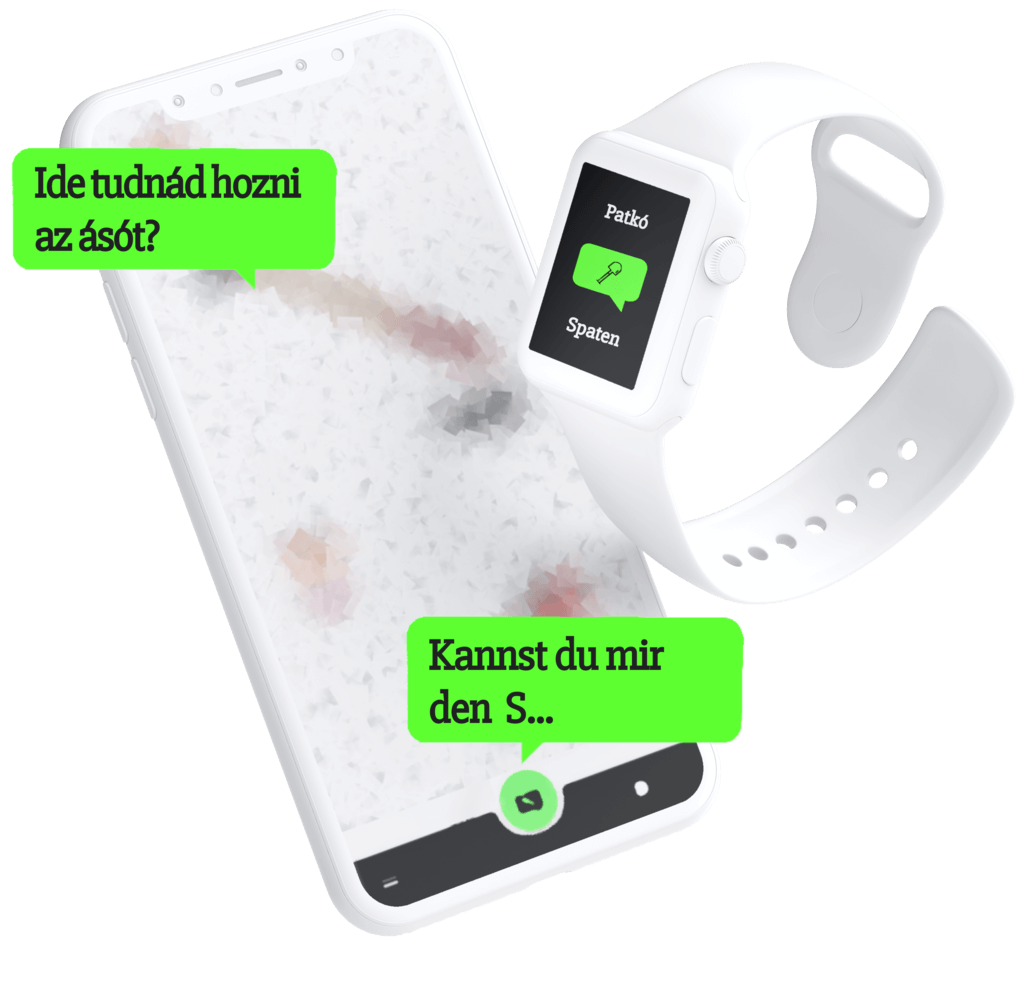 Ide tudnád hozni
az ásót?
Patkó
Spaten
Kannst du mir
den S...